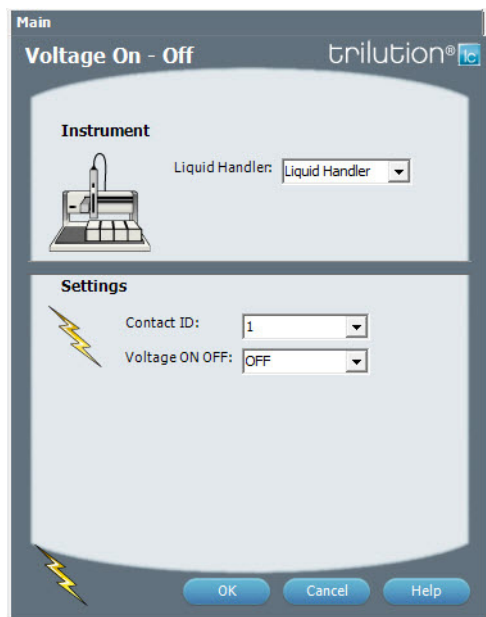 Main
Voltage On - Off trilution® lc
Instrument
Liquid Handler: Liquid Handler
Settings
Contact ID: 1
Voltage ON OFF: OFF
OK Cancel Help